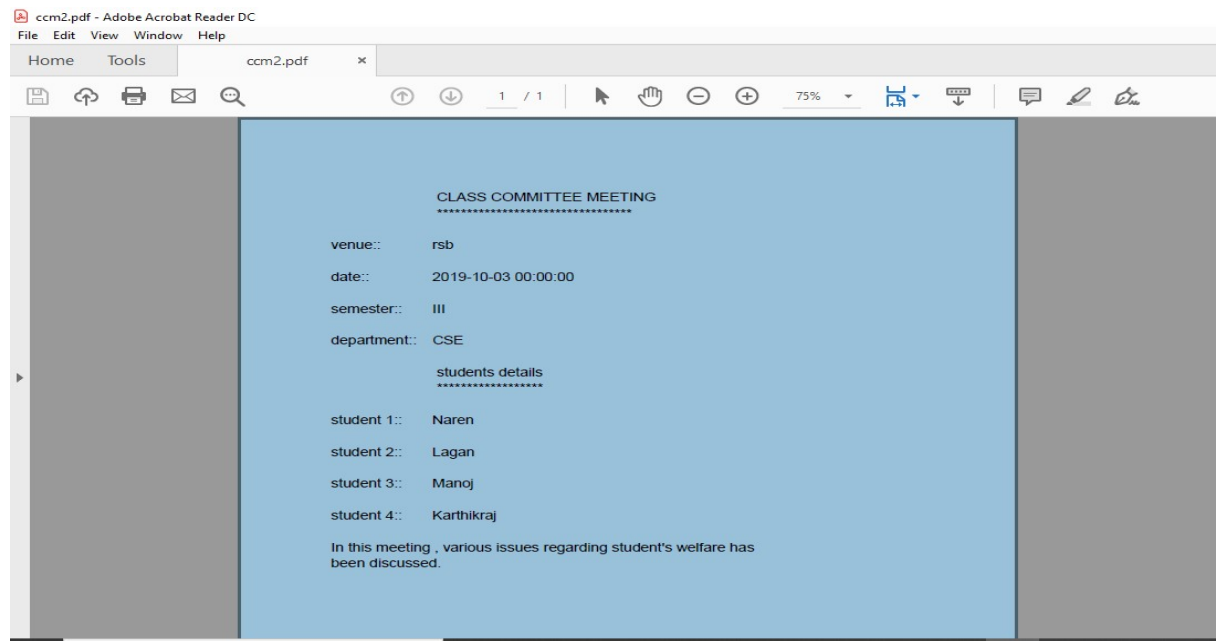 ccm2.pdf - Adobe Acrobat Reader DC
File Edit View Window Help
Home Tools ccm2.pdf ×
1 / 1 75%
CLASS COMMITTEE MEETING
*********************************
venue:: rsb
date:: 2019-10-03 00:00:00
semester:: III
department:: CSE
students details
******************
student 1:: Naren
student 2:: Lagan
student 3:: Manoj
student 4:: Karthikraj
In this meeting , various issues regarding student's welfare has
been discussed.